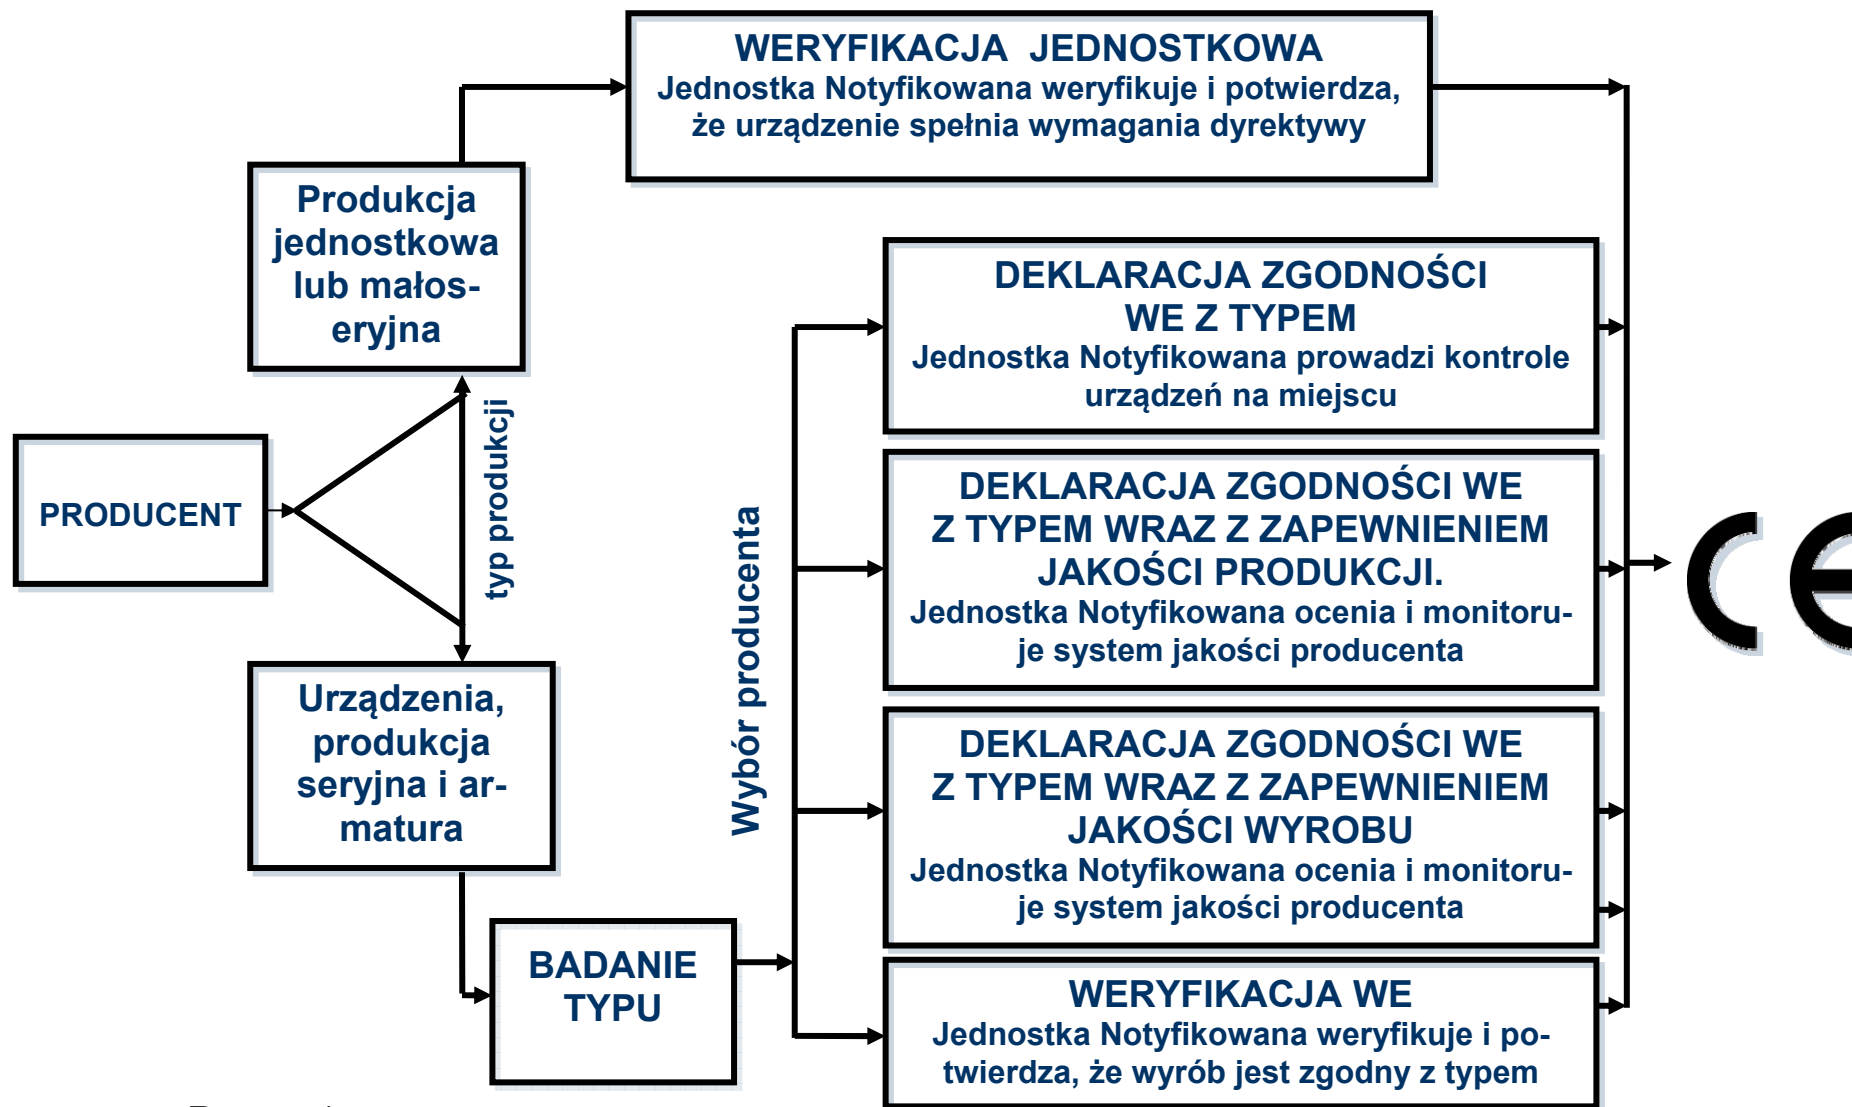 WERYFIKACJA JEDNOSTKOWA
Jednostka Notyfikowana weryfikuje i potwierdza,
że urządzenie spełnia wymagania dyrektywy
Produkcja
jednostkowa
lub małos-
eryjna
DEKLARACJA ZGODNOŚCI
WE Z TYPEM
Jednostka Notyfikowana prowadzi kontrole
urządzeń na miejscu
PRODUCENT
typ produkcji
Wybór producenta
DEKLARACJA ZGODNOŚCI WE
Z TYPEM WRAZ Z ZAPEWNIENIEM
JAKOŚCI PRODUKCJI.
Jednostka Notyfikowana ocenia i monitoru-
je system jakości producenta
CE
Urządzenia,
produkcja
seryjna i ar-
matura
DEKLARACJA ZGODNOŚCI WE
Z TYPEM WRAZ Z ZAPEWNIENIEM
JAKOŚCI WYROBU
Jednostka Notyfikowana ocenia i monitoru-
je system jakości producenta
BADANIE
TYPU
WERYFIKACJA WE
Jednostka Notyfikowana weryfikuje i po-
twierdza, że wyrób jest zgodny z typem